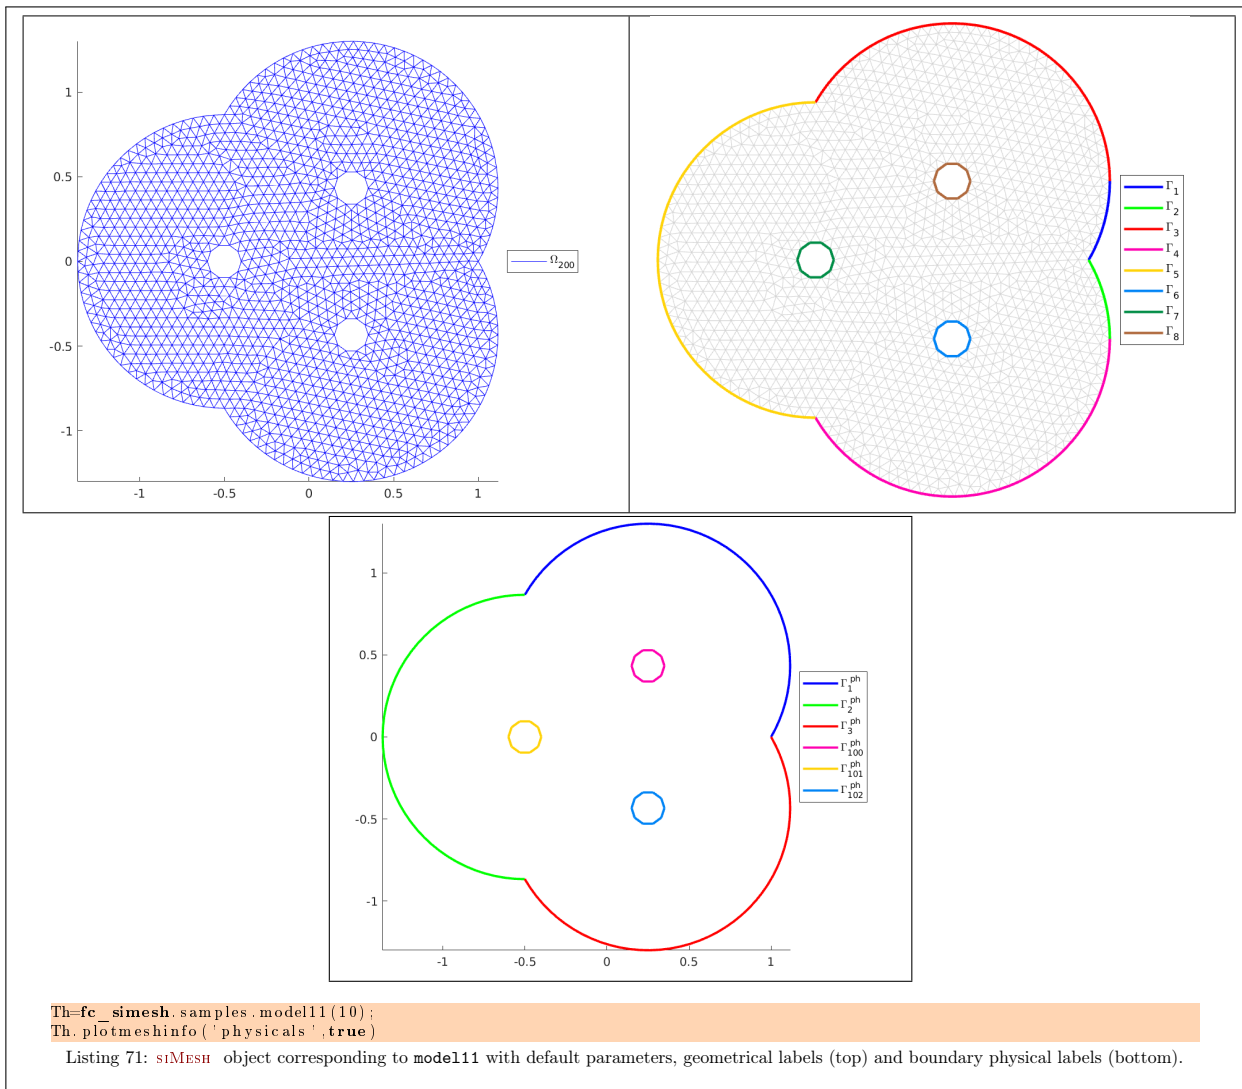 1
0.5
0
-0.5
-1
-1
-0.5
0
0.5
1
Ω200
Γ1
Γ2
Γ3
Γ4
Γ5
Γ6
Γ7
Γ8
1
0.5
0
-0.5
-1
-1
-0.5
0
0.5
1
Γ1ph
Γ2ph
Γ3ph
Γ100ph
Γ101ph
Γ102ph
Th=fc_simesh.samples.model11(10);
Th.plotmeshinfo('physicals',true)
Listing 71: siMesh object corresponding to model11 with default parameters, geometrical labels (top) and boundary physical labels (bottom).